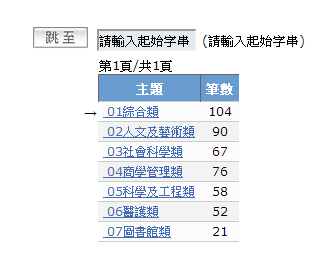 跳至 請輸入起始字串 (請輸入起始字串)
第1頁/共1頁
主題 筆數
→ 01綜合類 104
02人文及藝術類 90
03社會科學類 67
04商學管理類 76
05科學及工程類 58
06醫護類 52
07圖書館類 21